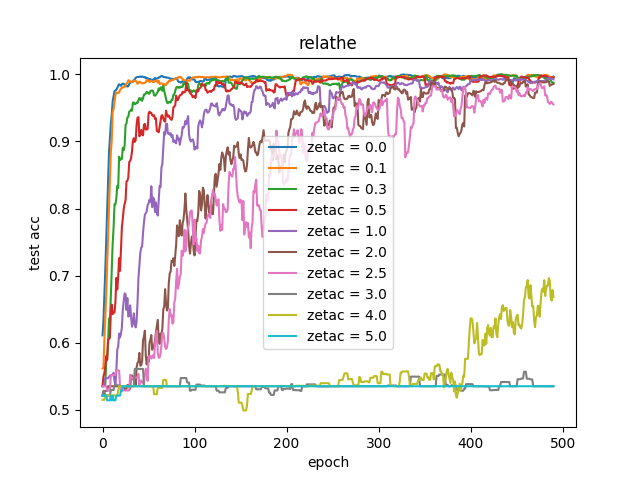 relathe
1.0
0.9
0.8
0.7
0.6
0.5
test acc
zetac = 0.0
zetac = 0.1
zetac = 0.3
zetac = 0.5
zetac = 1.0
zetac = 2.0
zetac = 2.5
zetac = 3.0
zetac = 4.0
zetac = 5.0
0 100 200 300 400 500
epoch